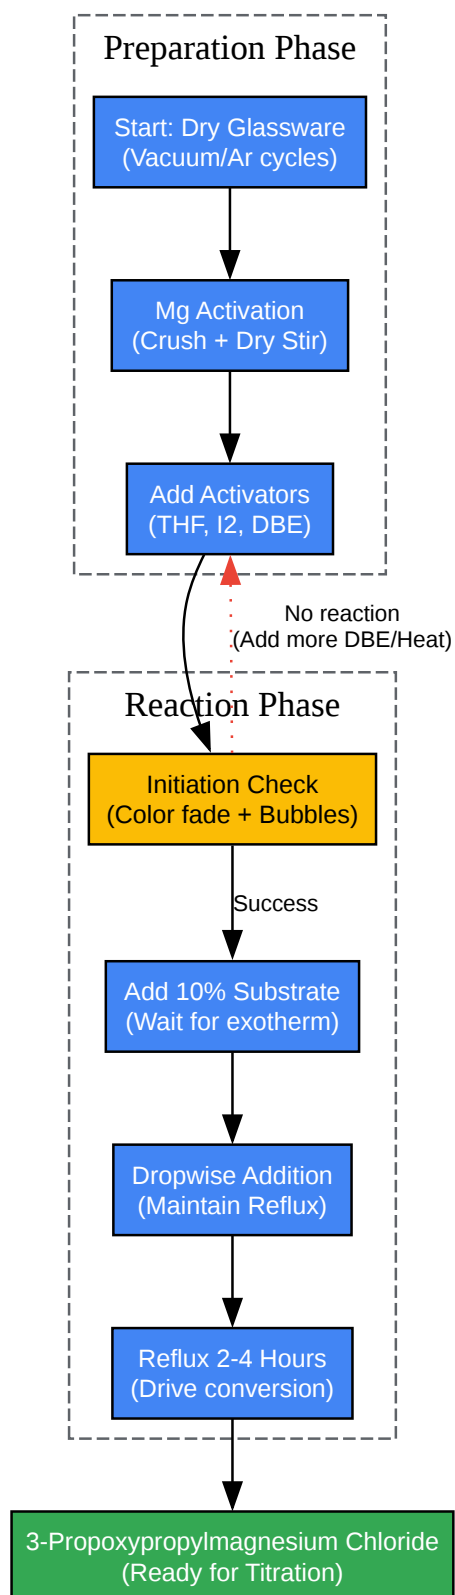 Preparation Phase
Start: Dry Glassware
(Vacuum/Ar cycles)
Mg Activation
(Crush + Dry Stir)
Add Activators
(THF, I2, DBE)
No reaction
(Add more DBE/Heat)
Reaction Phase
Initiation Check
(Color fade + Bubbles)
Success
Add 10% Substrate
(Wait for exotherm)
Dropwise Addition
(Maintain Reflux)
Reflux 2-4 Hours
(Drive conversion)
3-Propoxypropylmagnesium Chloride
(Ready for Titration)